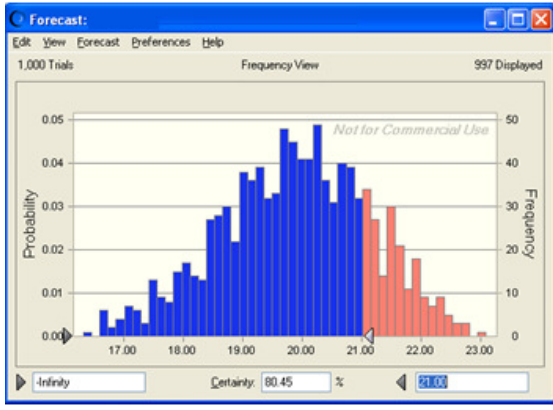 Forecast:
Edit View Forecast Preferences Help
1,000 Trials Frequency View 997 Displayed
Not for Commercial Use
0.05 50
0.04 40
0.03 30
0.02 20
0.01 10
0.00 0
Probability
Frequency
17.00 18.00 19.00 20.00 21.00 22.00 23.00
-Infinity Certainty: 80.45 % 21.00